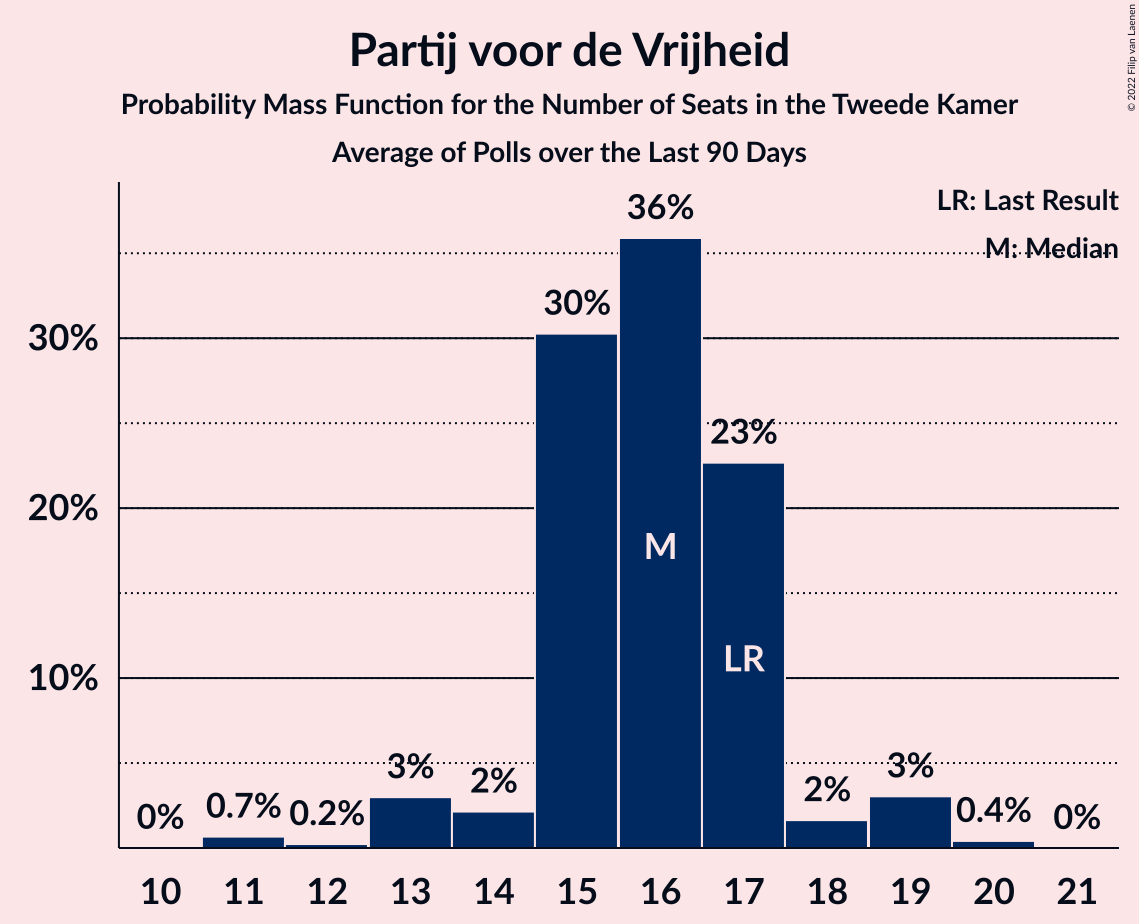 Partij voor de Vrijheid
Probability Mass Function for the Number of Seats in the Tweede Kamer
Average of Polls over the Last 90 Days
© 2022 Filip van Laenen
LR: Last Result
M: Median
36%
30%
23%
3%
2%
0%
0.7%
0.2%
2%
3%
0.4%
0%
M
LR
30%
20%
10%
10 11 12 13 14 15 16 17 18 19 20 21